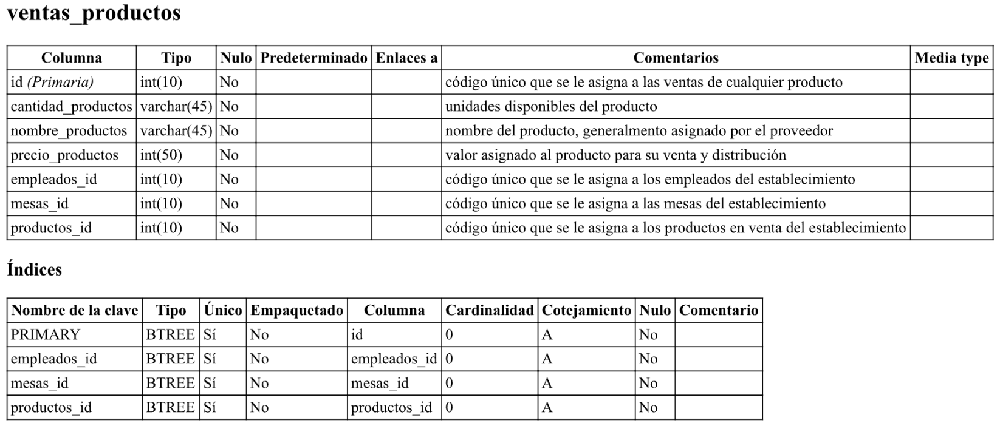 ventas_productos
Columna Tipo Nulo Predeterminado Enlaces a Comentarios Media type
id (Primaria) int(10) No código único que se le asigna a las ventas de cualquier producto
cantidad_productos varchar(45) No unidades disponibles del producto
nombre_productos varchar(45) No nombre del producto, generalmento asignado por el proveedor
precio_productos int(50) No valor asignado al producto para su venta y distribución
empleados_id int(10) No código único que se le asigna a los empleados del establecimiento
mesas_id int(10) No código único que se le asigna a las mesas del establecimiento
productos_id int(10) No código único que se le asigna a los productos en venta del establecimiento
Índices
Nombre de la clave Tipo Único Empaquetado Columna Cardinalidad Cotejamiento Nulo Comentario
PRIMARY BTREE Sí No id 0 A No
empleados_id BTREE Sí No empleados_id 0 A No
mesas_id BTREE Sí No mesas_id 0 A No
productos_id BTREE Sí No productos_id 0 A No